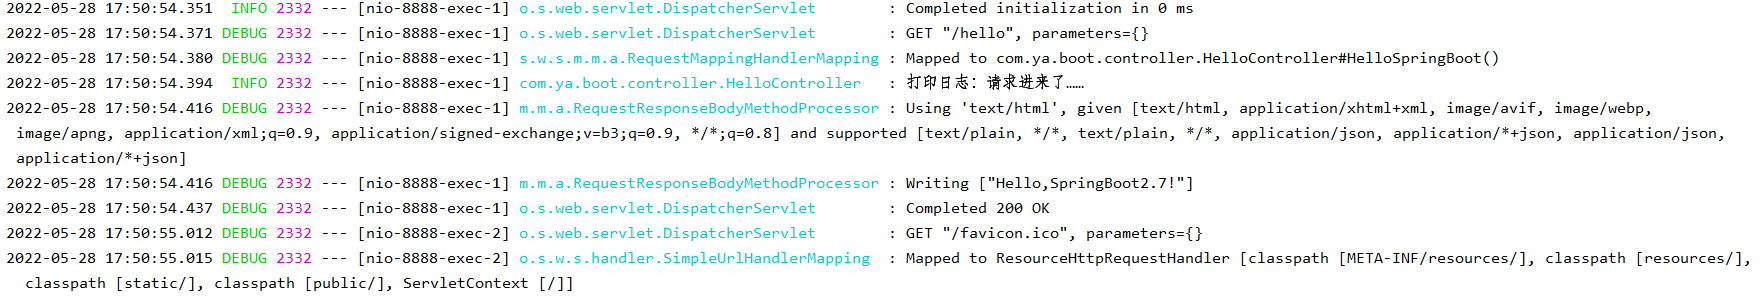 2022-05-28 17:50:54.351  INFO 2332 --- [nio-8888-exec-1] o.s.web.servlet.DispatcherServlet        : Completed initialization in 0 ms
2022-05-28 17:50:54.371 DEBUG 2332 --- [nio-8888-exec-1] o.s.web.servlet.DispatcherServlet        : GET "/hello", parameters={}
2022-05-28 17:50:54.380 DEBUG 2332 --- [nio-8888-exec-1] s.w.s.m.m.a.RequestMappingHandlerMapping : Mapped to com.ya.boot.controller.HelloController#HelloSpringBoot()
2022-05-28 17:50:54.394  INFO 2332 --- [nio-8888-exec-1] com.ya.boot.controller.HelloController   : 打印日志：请求进来了……
2022-05-28 17:50:54.416 DEBUG 2332 --- [nio-8888-exec-1] m.m.a.RequestResponseBodyMethodProcessor : Using 'text/html', given [text/html, application/xhtml+xml, image/avif, image/webp,
image/apng, application/xml;q=0.9, application/signed-exchange;v=b3;q=0.9, */*;q=0.8] and supported [text/plain, */*, text/plain, */*, application/json, application/*+json, application/json,
application/*+json]
2022-05-28 17:50:54.416 DEBUG 2332 --- [nio-8888-exec-1] m.m.a.RequestResponseBodyMethodProcessor : Writing ["Hello,SpringBoot2.7!"]
2022-05-28 17:50:54.437 DEBUG 2332 --- [nio-8888-exec-1] o.s.web.servlet.DispatcherServlet        : Completed 200 OK
2022-05-28 17:50:55.012 DEBUG 2332 --- [nio-8888-exec-2] o.s.web.servlet.DispatcherServlet        : GET "/favicon.ico", parameters={}
2022-05-28 17:50:55.015 DEBUG 2332 --- [nio-8888-exec-2] o.s.w.s.handler.SimpleUrlHandlerMapping  : Mapped to ResourceHttpRequestHandler [classpath [META-INF/resources/], classpath [resources/],
classpath [static/], classpath [public/], ServletContext [/]]